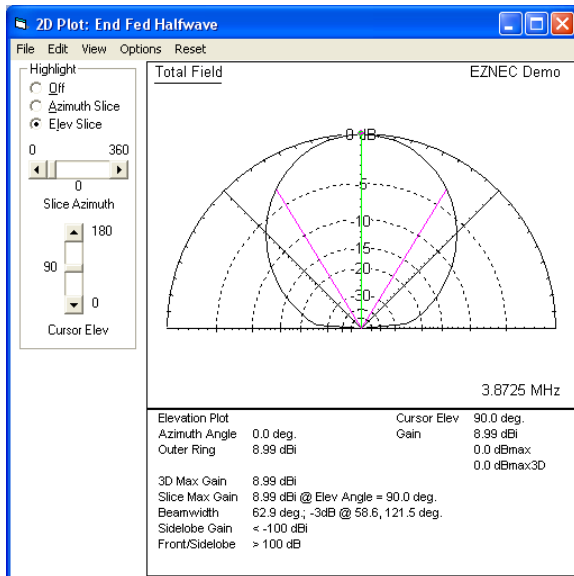 2D Plot: End Fed Halfwave
File Edit View Options Reset
Highlight
Off
Azimuth Slice
Elev Slice
0 360
0
Slice Azimuth
180
90
0
Cursor Elev
Total Field EZNEC Demo
0 dB
-5
-10
-15
-20
-30
3.8725 MHz
Elevation Plot Cursor Elev 90.0 deg.
Azimuth Angle 0.0 deg. Gain 8.99 dBi
Outer Ring 8.99 dBi 0.0 dBmax
0.0 dBmax3D
3D Max Gain 8.99 dBi
Slice Max Gain 8.99 dBi @ Elev Angle = 90.0 deg.
Beamwidth 62.9 deg.; -3dB @ 58.6, 121.5 deg.
Sidelobe Gain < -100 dBi
Front/Sidelobe > 100 dB